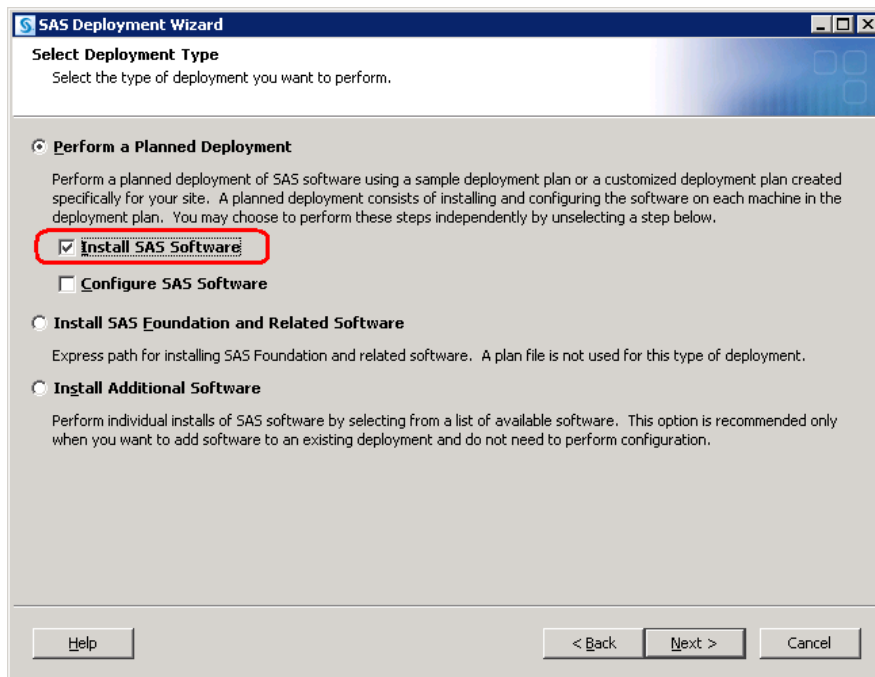 SAS Deployment Wizard
Select Deployment Type
Select the type of deployment you want to perform.
Perform a Planned Deployment
Perform a planned deployment of SAS software using a sample deployment plan or a customized deployment plan created
specifically for your site. A planned deployment consists of installing and configuring the software on each machine in the
deployment plan. You may choose to perform these steps independently by unselecting a step below.
Install SAS Software
Configure SAS Software
Install SAS Foundation and Related Software
Express path for installing SAS Foundation and related software. A plan file is not used for this type of deployment.
Install Additional Software
Perform individual installs of SAS software by selecting from a list of available software. This option is recommended only
when you want to add software to an existing deployment and do not need to perform configuration.
Help
< Back
Next >
Cancel